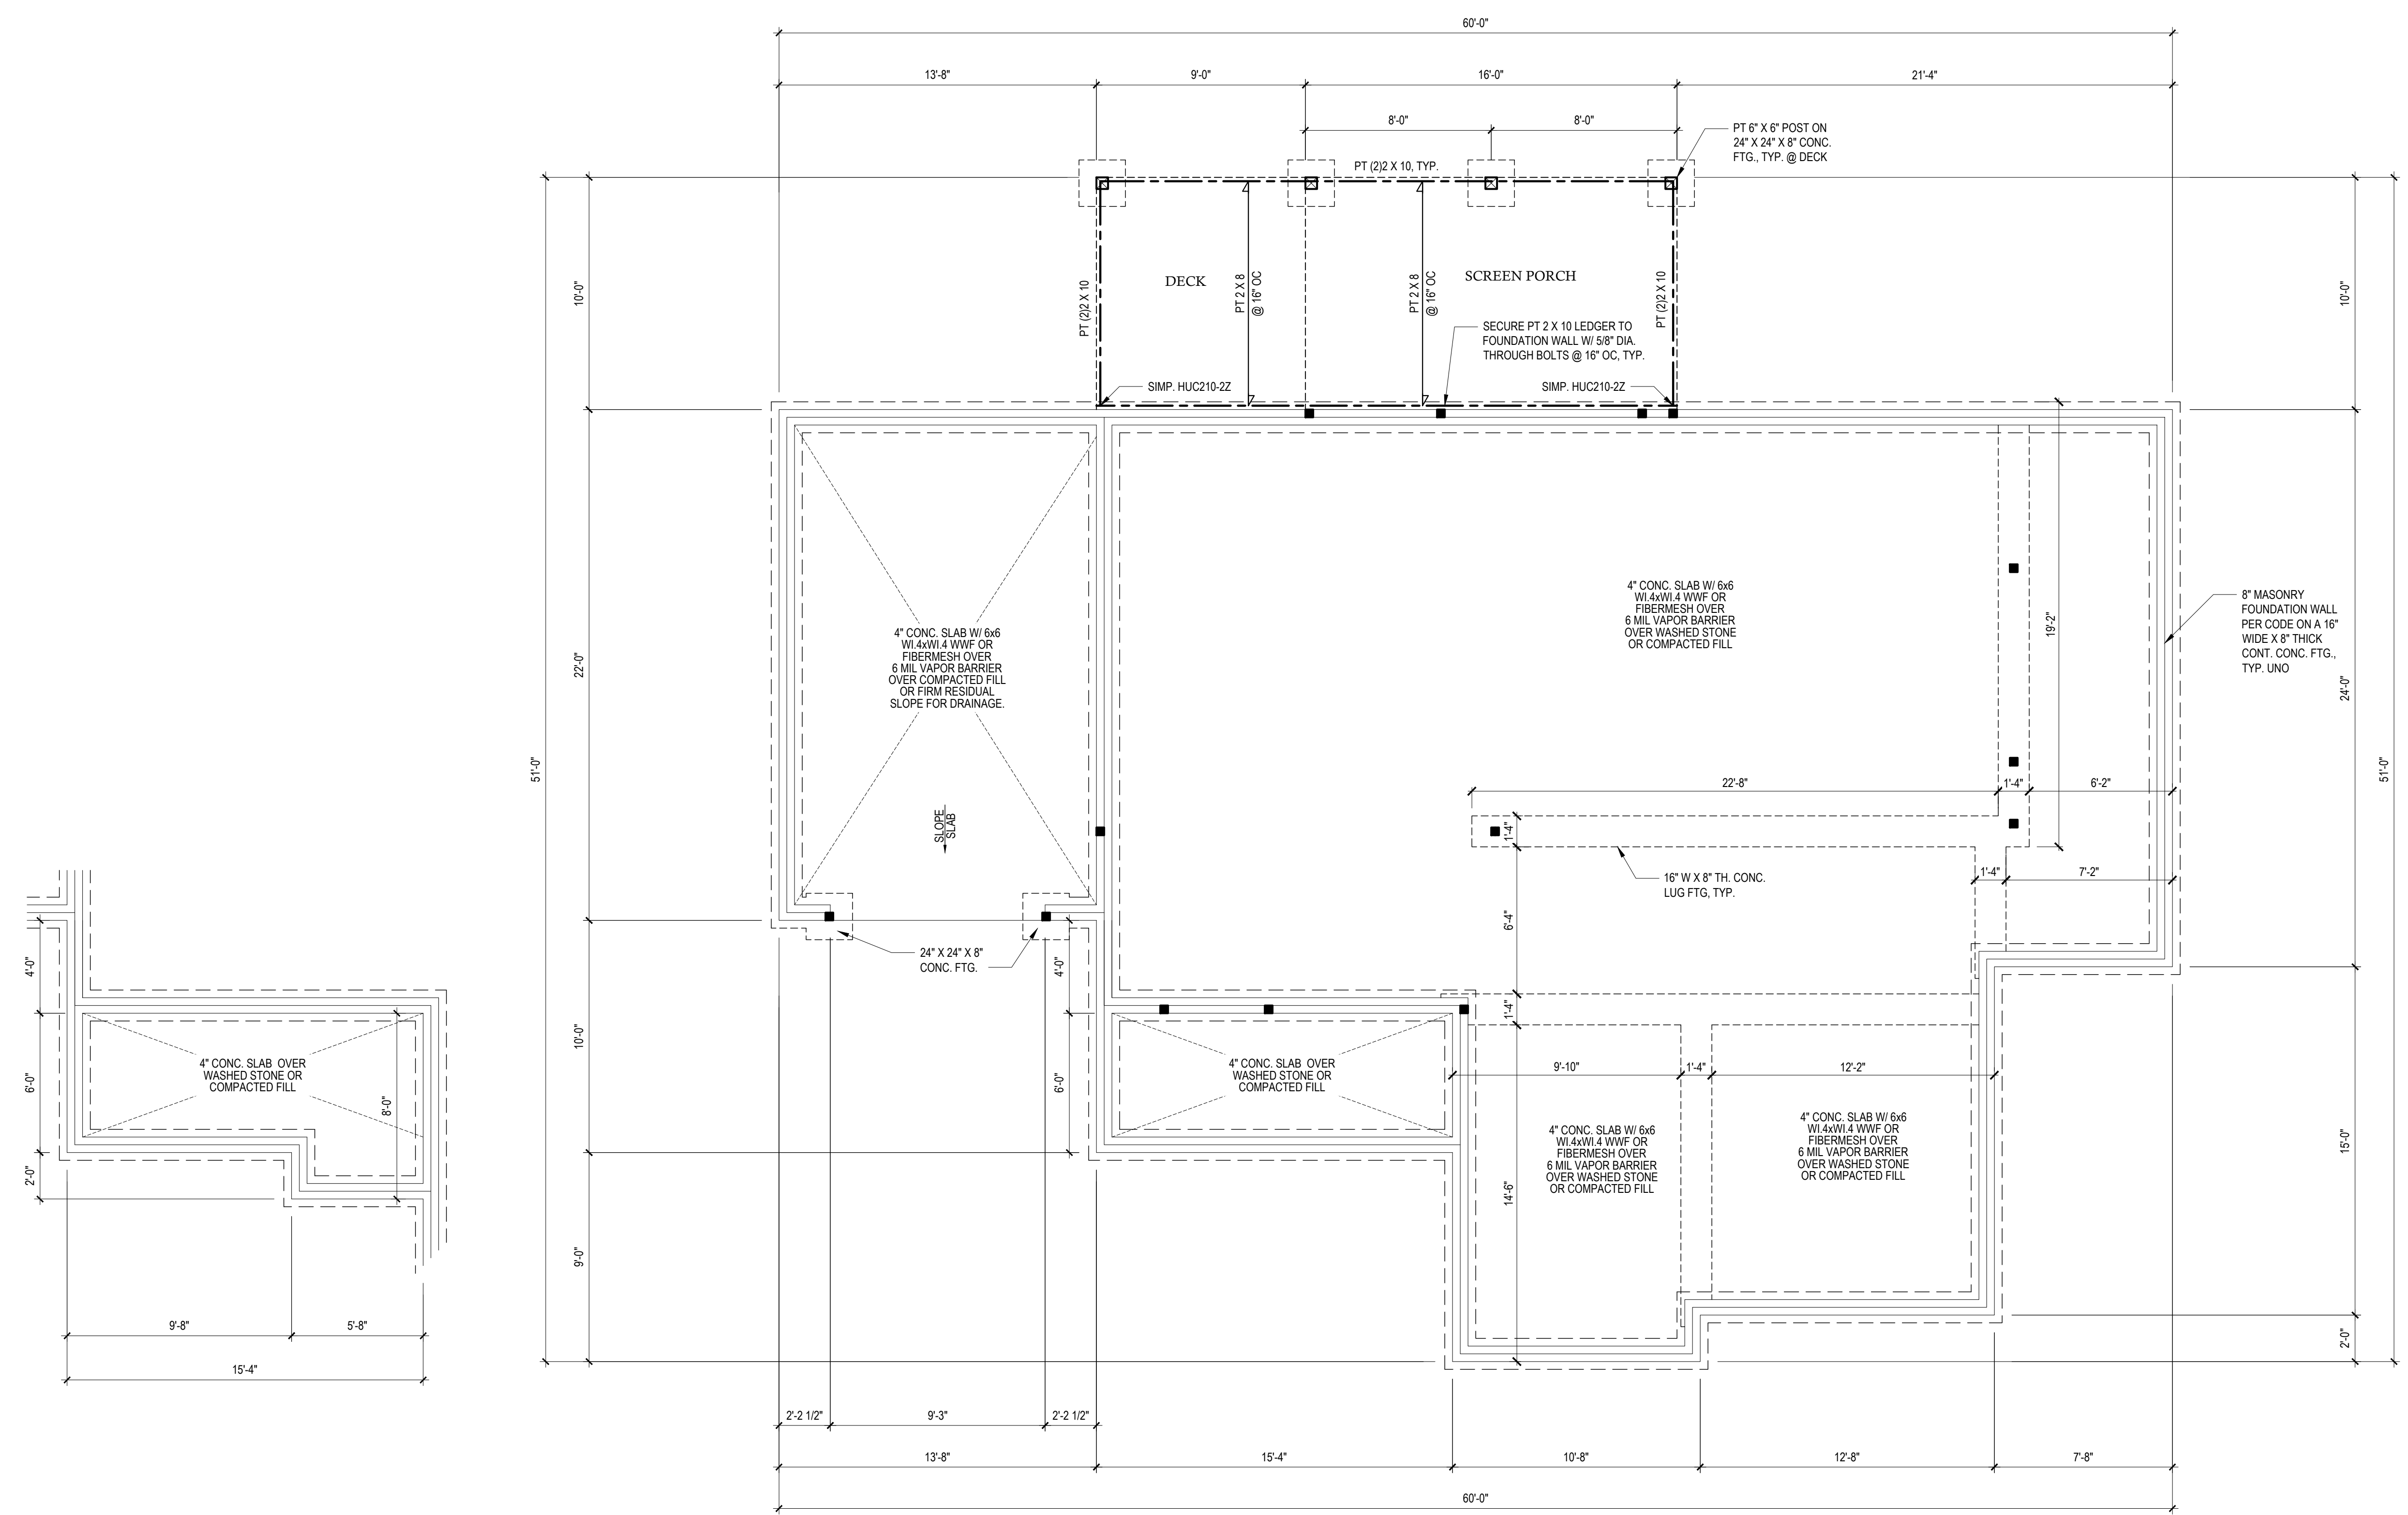 60'-0"
13'-8"
9'-0"
16'-0"
21'-4"
8'-0"
8'-0"
PT 6" X 6" POST ON
24" X 24" X 8" CONC.
FTG., TYP. @ DECK
PT (2)2 X 10, TYP.
10'-0"
PT (2)2 X 10
DECK
PT 2 X 8
@ 16" OC
PT 2 X 8
@ 16" OC
SCREEN PORCH
PT (2)2 X 10
10'-0"
SECURE PT 2 X 10 LEDGER TO
FOUNDATION WALL W/ 5/8" DIA.
THROUGH BOLTS @ 16" OC, TYP.
SIMP. HUC210-2Z
SIMP. HUC210-2Z
51'-0"
22'-0"
4" CONC. SLAB W/ 6x6
WI.4xWI.4 WWF OR
FIBERMESH OVER
6 MIL VAPOR BARRIER
OVER COMPACTED FILL
OR FIRM RESIDUAL
SLOPE FOR DRAINAGE.
4" CONC. SLAB W/ 6x6
WI.4xWI.4 WWF OR
FIBERMESH OVER
6 MIL VAPOR BARRIER
OVER WASHED STONE
OR COMPACTED FILL
19'-2"
8" MASONRY
FOUNDATION WALL
PER CODE ON A 16"
WIDE X 8" THICK
CONT. CONC. FTG.,
TYP. UNO
24'-0"
51'-0"
SLOPE
SLAB
22'-8"
1'-4"
6'-2"
1'-4"
16" W X 8" TH. CONC.
LUG FTG, TYP.
1'-4"
7'-2"
6'-4"
24" X 24" X 8"
CONC. FTG.
4'-0"
4'-0"
10'-0"
1'-4"
6'-0"
4" CONC. SLAB  OVER
WASHED STONE OR
COMPACTED FILL
8'-0"
2'-0"
6'-0"
4" CONC. SLAB  OVER
WASHED STONE OR
COMPACTED FILL
9'-10"
1'-4"
12'-2"
4" CONC. SLAB W/ 6x6
WI.4xWI.4 WWF OR
FIBERMESH OVER
6 MIL VAPOR BARRIER
OVER WASHED STONE
OR COMPACTED FILL
4" CONC. SLAB W/ 6x6
WI.4xWI.4 WWF OR
FIBERMESH OVER
6 MIL VAPOR BARRIER
OVER WASHED STONE
OR COMPACTED FILL
14'-6"
15'-0"
9'-0"
2'-0"
9'-8"
5'-8"
15'-4"
2'-2 1/2"
9'-3"
2'-2 1/2"
13'-8"
15'-4"
10'-8"
12'-8"
7'-8"
60'-0"